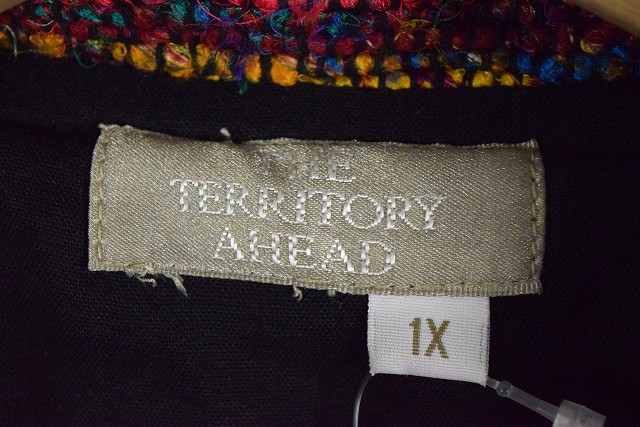 THE
TERRITORY
AHEAD
1X